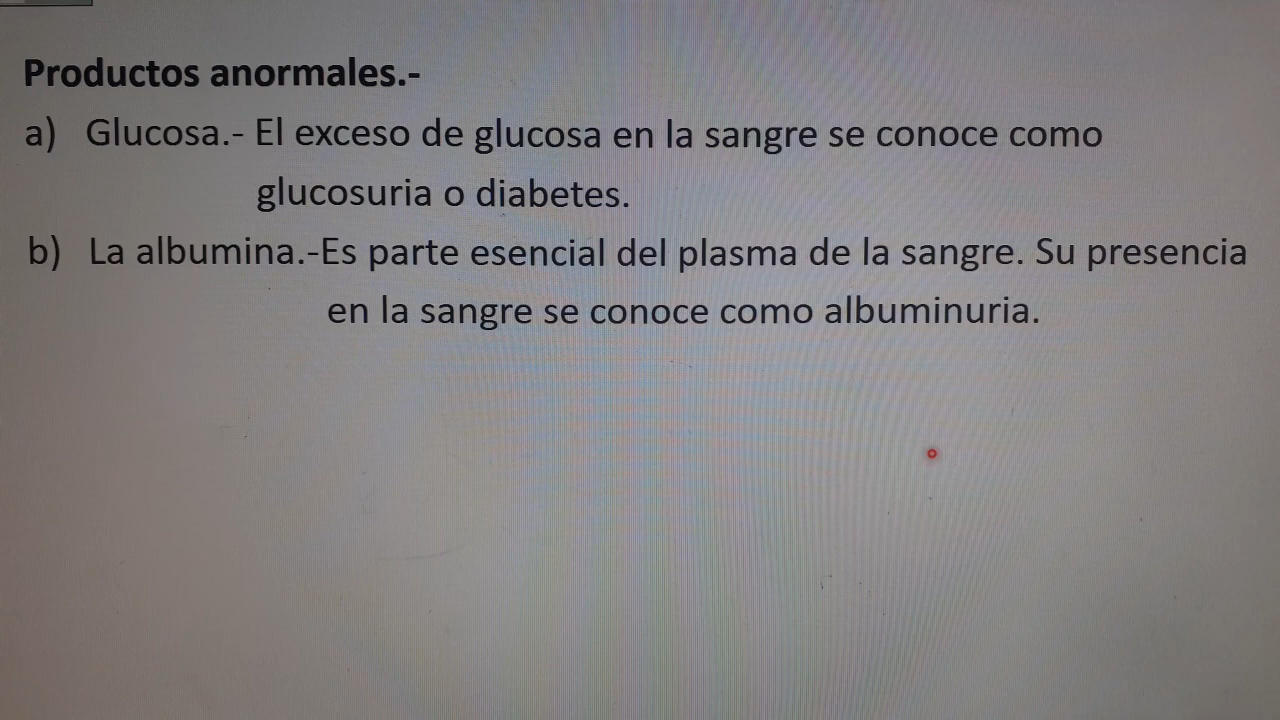 Productos anormales.-
a) Glucosa.- El exceso de glucosa en la sangre se conoce como
glucosuria o diabetes.
b) La albumina.-Es parte esencial del plasma de la sangre. Su presencia
en la sangre se conoce como albuminuria.